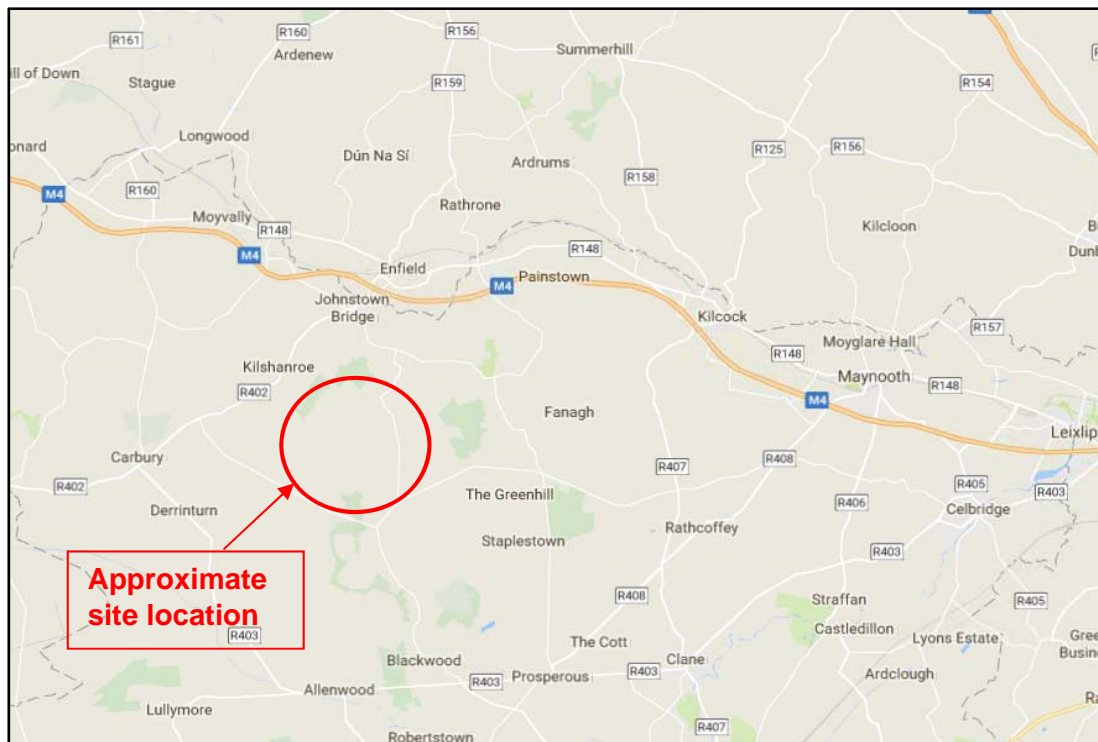 R161
R160
R156
Ardenew
Summerhill
ill of Down
Stague
R159
R154
Longwood
onard
Dún Na Sí
Ardrums
R125
R156
R158
M4
R160
Rathrone
Moyvally
R148
Kilcloon
M4
Enfield
R148
Painstown
M4
Johnstown
Bridge
Kilcock
R157
Moyglare Hall
R148
Kilshanroe
Maynooth
R148
R402
M4
Fanagh
Leixlip
Carbury
R408
R407
R402
The Greenhill
R405
R403
Derrinturn
R406
Celbridge
Rathcoffey
Staplestown
R403
Approximate
site location
R408
Straffan
R405
R403
The Cott
Castledillon
Lyons Estate
Gree
Busin
Blackwood
Clane
R403
Prosperous
R403
Ardclough
Allenwood
Lullymore
R407
Ra
Robertstown